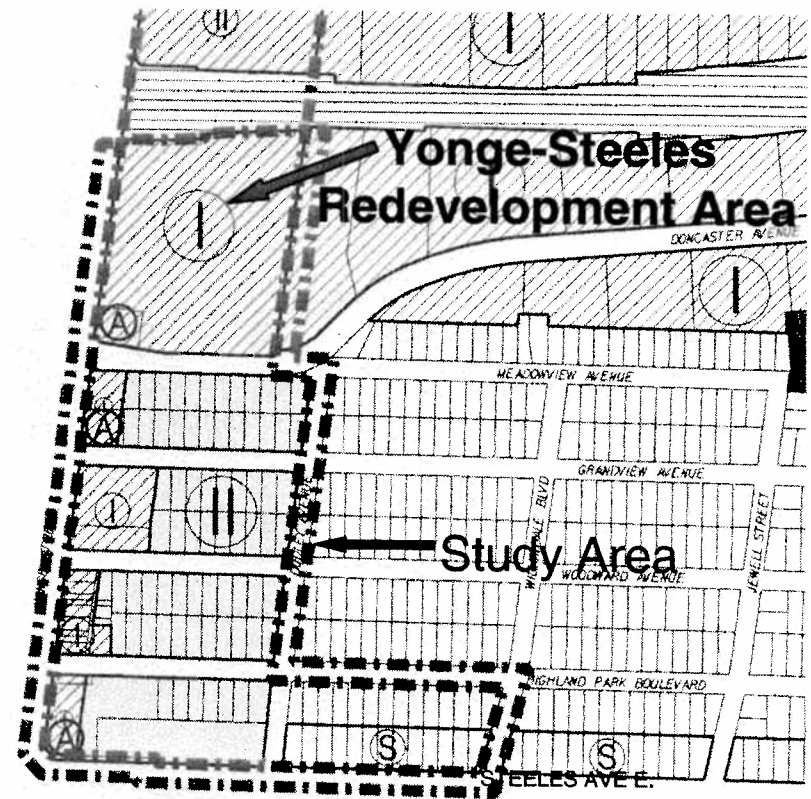 II
I
Yonge-Steeles
Redevelopment Area
I
DONCASTER AVENUE
I
A
MEADOWVIEW AVENUE
A
GRANDVIEW AVENUE
I
II
Study Area
WOODWARD AVENUE
JEWELL STREET
HIGHLAND PARK BOULEVARD
A
S
S
STEELES AVE E.